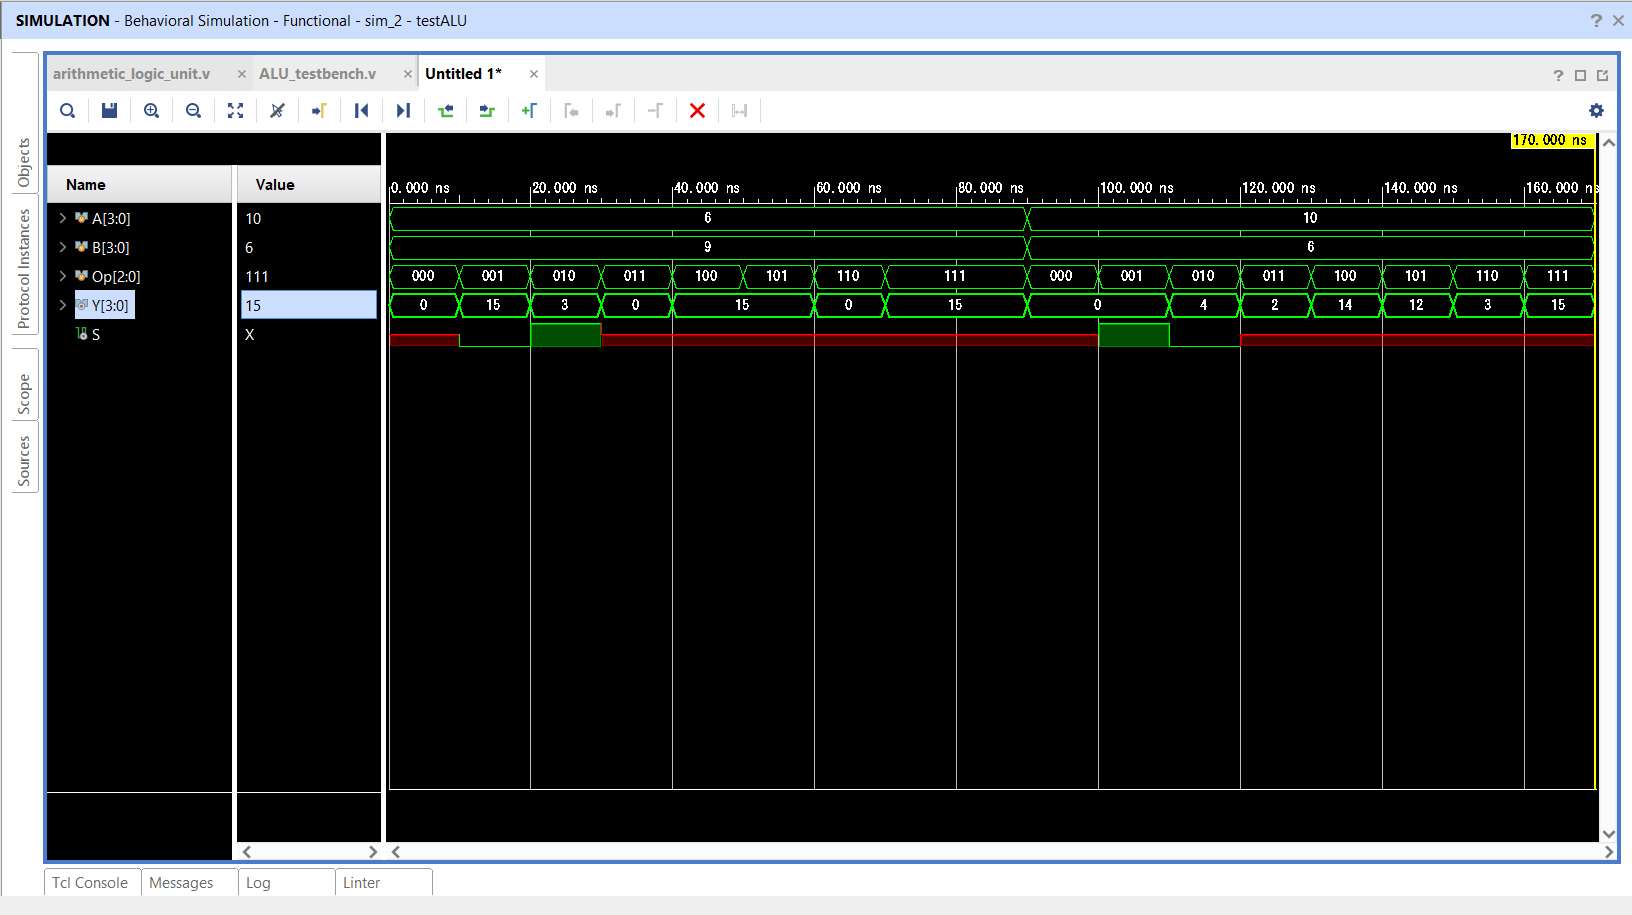 SIMULATION - Behavioral Simulation - Functional - sim_2 - testALU
? ×
Objects
Protocol Instances
Scope
Sources
arithmetic_logic_unit.v ×
ALU_testbench.v ×
Untitled 1* ×
?
170.000 ns
Name Value
0.000 ns 20.000 ns 40.000 ns 60.000 ns 80.000 ns 100.000 ns 120.000 ns 140.000 ns 160.000 ns
A[3:0] 10 6 10
B[3:0] 6 9 6
Op[2:0] 111 000 001 010 011 100 101 110 111 000 001 010 011 100 101 110 111
Y[3:0] 15 0 15 3 0 15 0 15 0 4 2 14 12 3 15
S X
Tcl Console Messages Log Linter